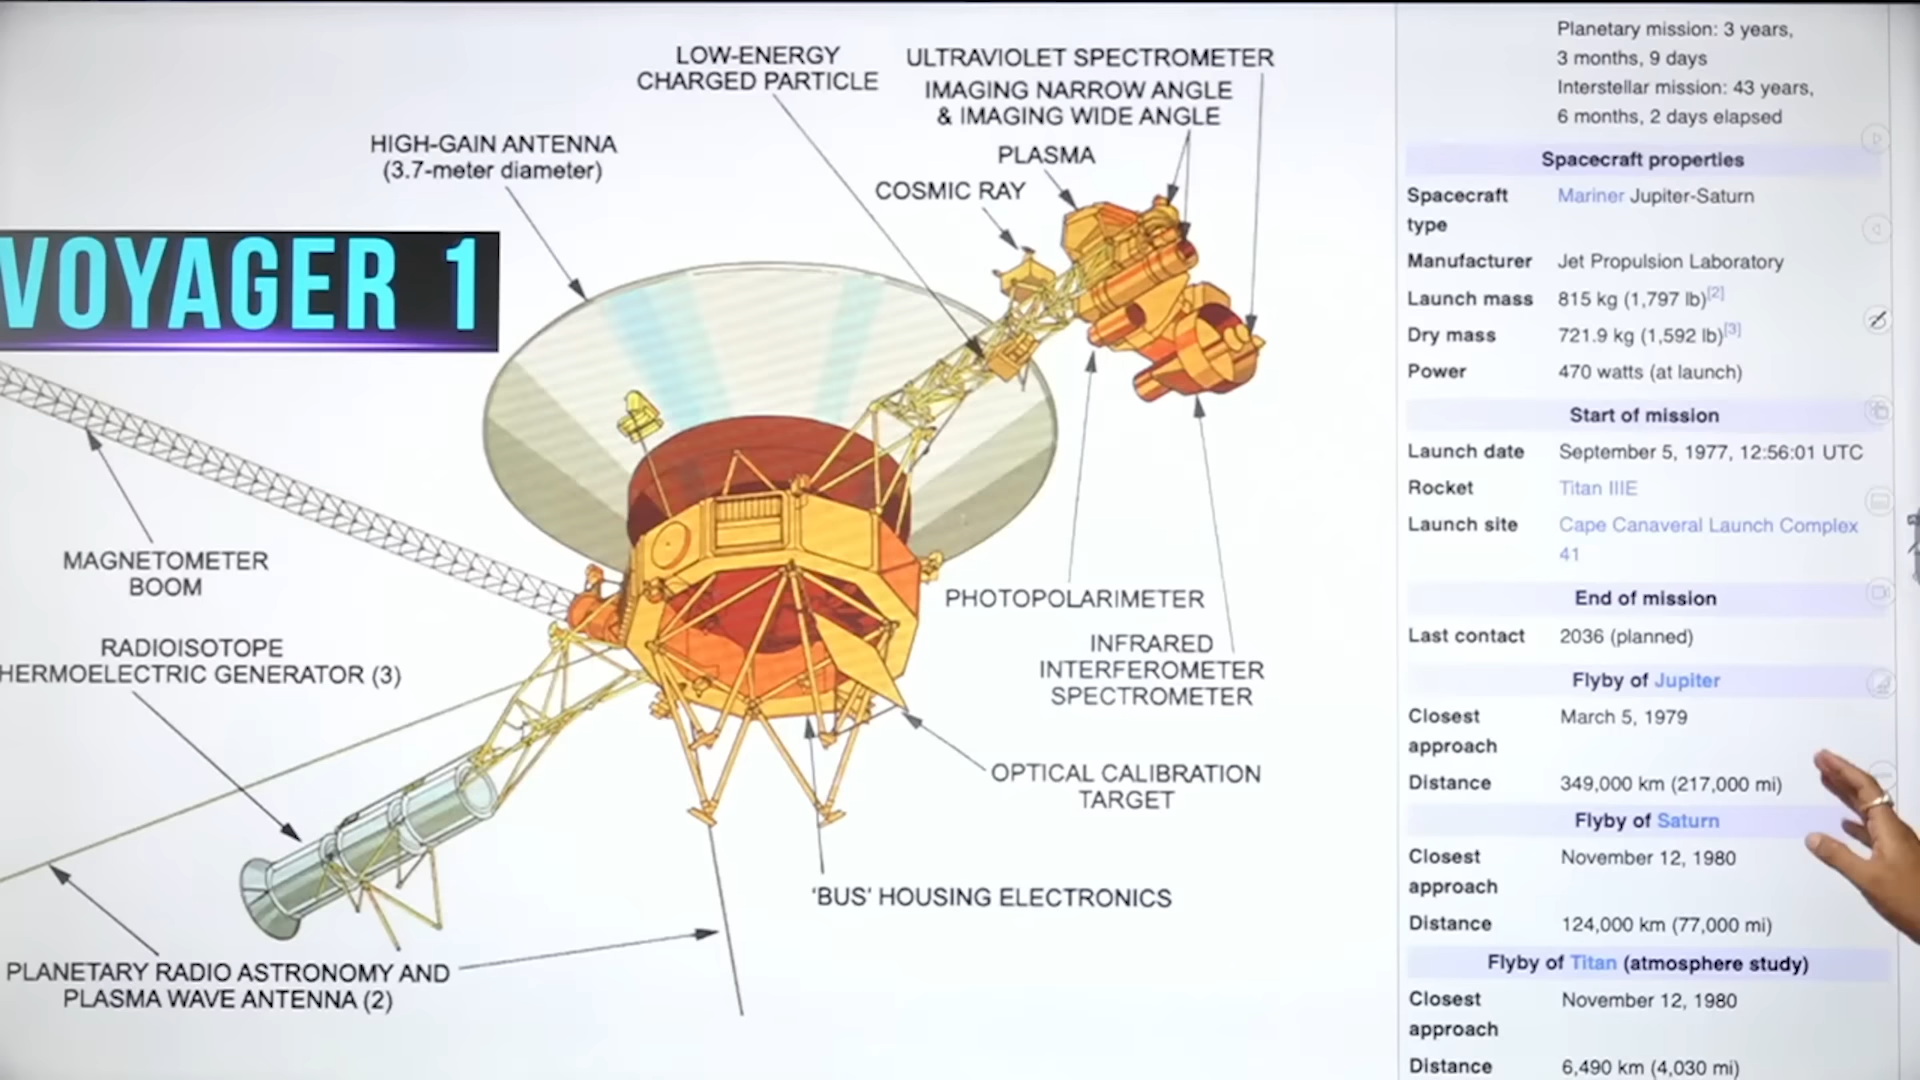 LOW-ENERGY
CHARGED PARTICLE
ULTRAVIOLET SPECTROMETER
IMAGING NARROW ANGLE
& IMAGING WIDE ANGLE
PLASMA
COSMIC RAY
HIGH-GAIN ANTENNA
(3.7-meter diameter)
VOYAGER 1
MAGNETOMETER
BOOM
RADIOISOTOPE
HERMOELECTRIC GENERATOR (3)
PHOTOPOLARIMETER
INFRARED
INTERFEROMETER
SPECTROMETER
OPTICAL CALIBRATION
TARGET
'BUS' HOUSING ELECTRONICS
PLANETARY RADIO ASTRONOMY AND
PLASMA WAVE ANTENNA (2)
Planetary mission: 3 years,
3 months, 9 days
Interstellar mission: 43 years,
6 months, 2 days elapsed
Spacecraft properties
Spacecraft Mariner Jupiter-Saturn
type
Manufacturer Jet Propulsion Laboratory
Launch mass 815 kg (1,797 lb)[2]
Dry mass 721.9 kg (1,592 lb)[3]
Power 470 watts (at launch)
Start of mission
Launch date September 5, 1977, 12:56:01 UTC
Rocket Titan IIIE
Launch site Cape Canaveral Launch Complex
41
End of mission
Last contact 2036 (planned)
Flyby of Jupiter
Closest March 5, 1979
approach
Distance 349,000 km (217,000 mi)
Flyby of Saturn
Closest November 12, 1980
approach
Distance 124,000 km (77,000 mi)
Flyby of Titan (atmosphere study)
Closest November 12, 1980
approach
Distance 6,490 km (4,030 mi)